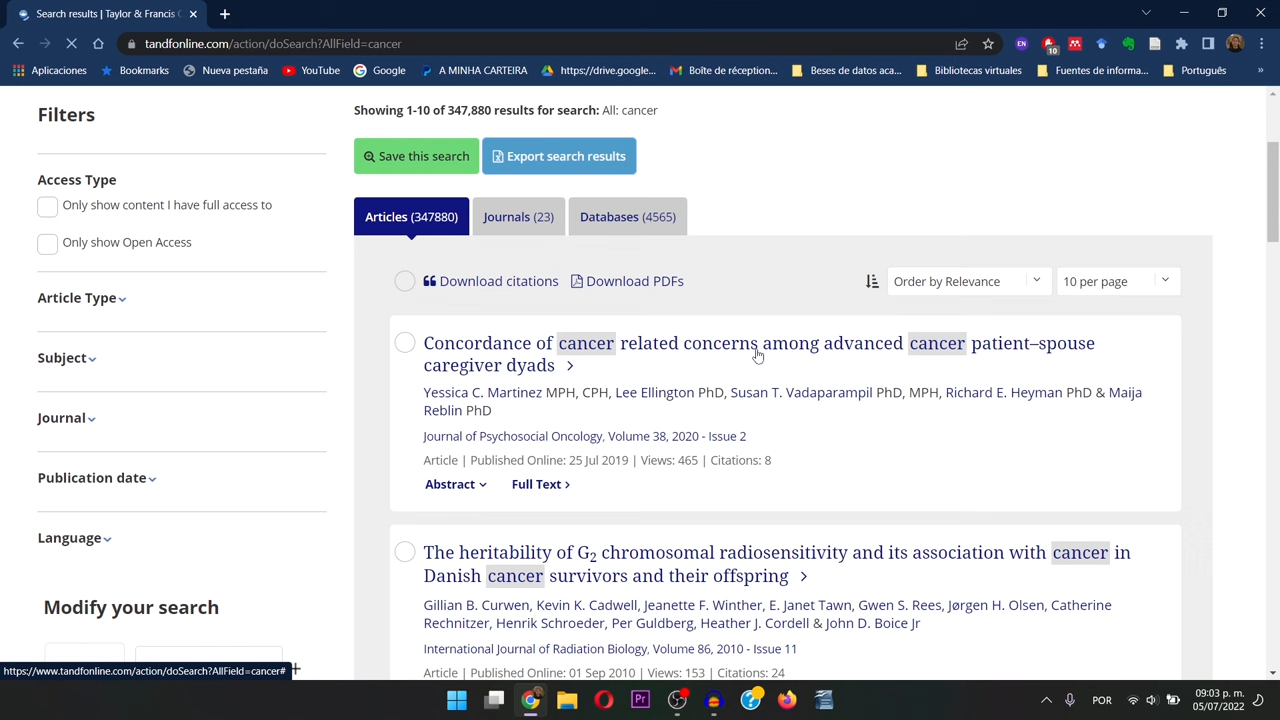 Search results | Taylor & Francis
tandfonline.com/action/doSearch?AllField=cancer
EN
10
Aplicaciones
Bookmarks
Nueva pestaña
YouTube
Google
A MINHA CARTEIRA
https://drive.google...
Boîte de réception...
Beses de datos aca...
Bibliotecas virtuales
Fuentes de informa...
Português
»
Filters
Access Type
Only show content I have full access to
Only show Open Access
Article Type
Subject
Journal
Publication date
Language
Modify your search
+
Showing 1-10 of 347,880 results for search: All: cancer
Save this search
Export search results
Articles (347880)
Journals (23)
Databases (4565)
Download citations
Download PDFs
Order by Relevance
10 per page
Concordance of cancer related concerns among advanced cancer patient–spouse
caregiver dyads
Yessica C. Martinez MPH, CPH, Lee Ellington PhD, Susan T. Vadaparampil PhD, MPH, Richard E. Heyman PhD & Maija
Reblin PhD
Journal of Psychosocial Oncology, Volume 38, 2020 - Issue 2
Article | Published Online: 25 Jul 2019 | Views: 465 | Citations: 8
Abstract
Full Text
The heritability of G2 chromosomal radiosensitivity and its association with cancer in
Danish cancer survivors and their offspring
Gillian B. Curwen, Kevin K. Cadwell, Jeanette F. Winther, E. Janet Tawn, Gwen S. Rees, Jørgen H. Olsen, Catherine
Rechnitzer, Henrik Schroeder, Per Guldberg, Heather J. Cordell & John D. Boice Jr
International Journal of Radiation Biology, Volume 86, 2010 - Issue 11
Article | Published Online: 01 Sep 2010 | Views: 153 | Citations: 24
https://www.tandfonline.com/action/doSearch?AllField=cancer#
Pr
POR
09:03 p. m.
05/07/2022